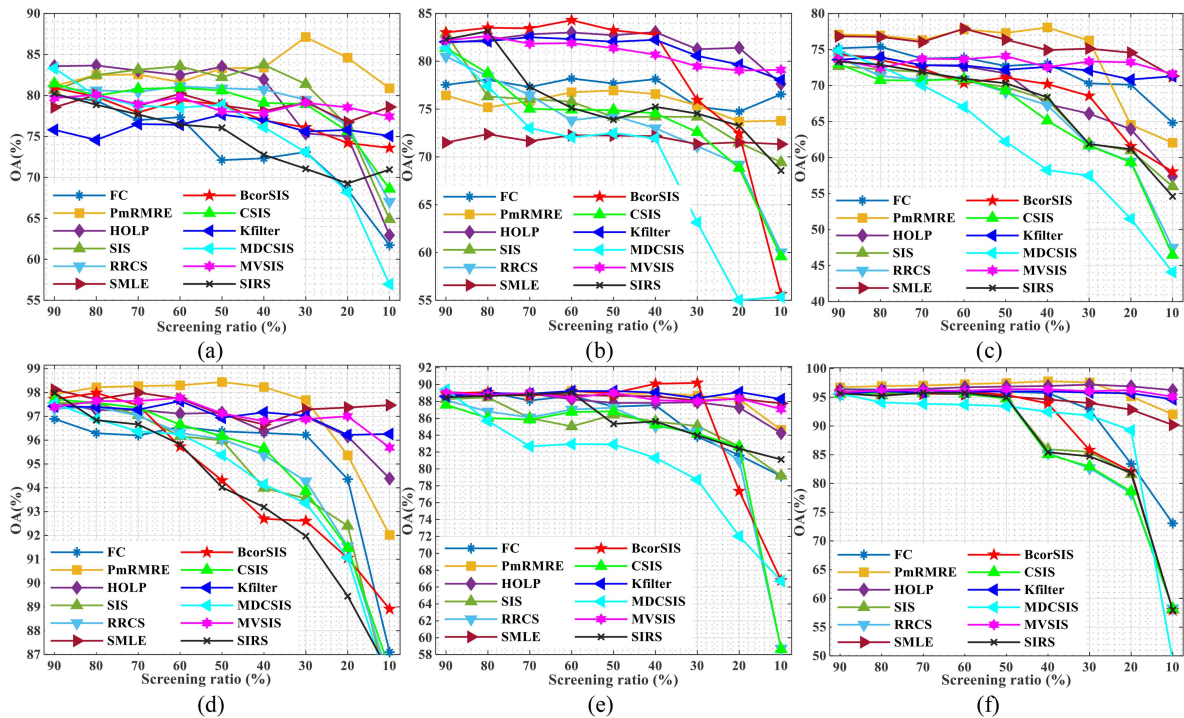 85
90
85
80
75
70
65
60
55
OA(%)
FC
PmRMRE
HOLP
SIS
RRCS
SMLE
BcorSIS
CSIS
Kfilter
MDCSIS
MVSIS
SIRS
90 80 70 60 50 40 30 20 10
Screening ratio (%)
(a)
85
80
75
70
65
60
55
OA(%)
FC
PmRMRE
HOLP
SIS
RRCS
SMLE
BcorSIS
CSIS
Kfilter
MDCSIS
MVSIS
SIRS
90 80 70 60 50 40 30 20 10
Screening ratio (%)
(b)
80
75
70
65
60
55
50
45
40
OA(%)
FC
PmRMRE
HOLP
SIS
RRCS
SMLE
BcorSIS
CSIS
Kfilter
MDCSIS
MVSIS
SIRS
90 80 70 60 50 40 30 20 10
Screening ratio (%)
(c)
99
98
97
96
95
94
93
92
91
90
89
88
87
OA(%)
FC
PmRMRE
HOLP
SIS
RRCS
SMLE
BcorSIS
CSIS
Kfilter
MDCSIS
MVSIS
SIRS
90 80 70 60 50 40 30 20 10
Screening ratio (%)
(d)
92
90
88
86
84
82
80
78
76
74
72
70
68
66
64
62
60
58
OA(%)
FC
PmRMRE
HOLP
SIS
RRCS
SMLE
BcorSIS
CSIS
Kfilter
MDCSIS
MVSIS
SIRS
90 80 70 60 50 40 30 20 10
Screening ratio (%)
(e)
100
95
90
85
80
75
70
65
60
55
50
OA(%)
FC
PmRMRE
HOLP
SIS
RRCS
SMLE
BcorSIS
CSIS
Kfilter
MDCSIS
MVSIS
SIRS
90 80 70 60 50 40 30 20 10
Screening ratio (%)
(f)